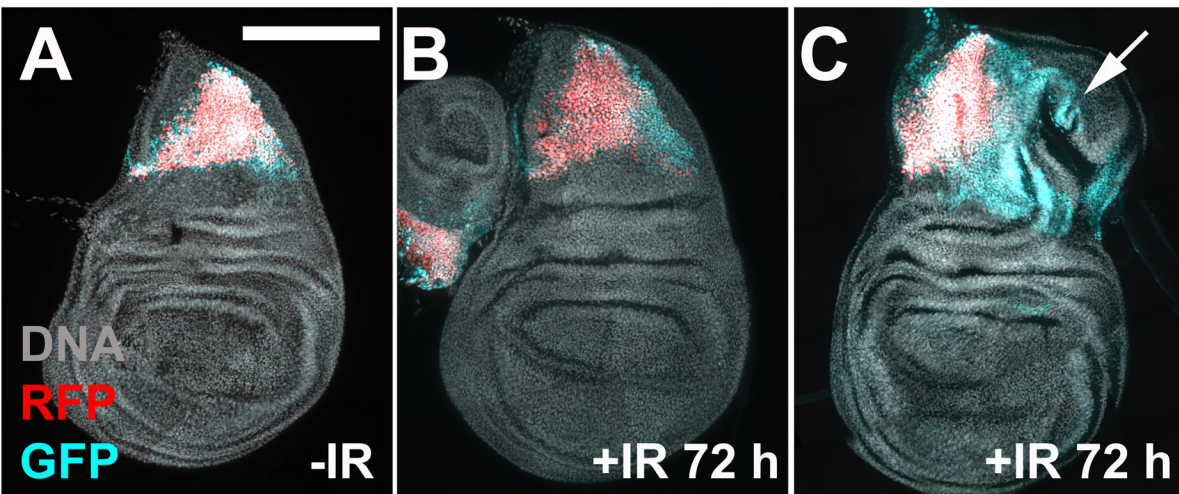 A
B
C
DNA
RFP
GFP
-IR
+IR 72 h
+IR 72 h